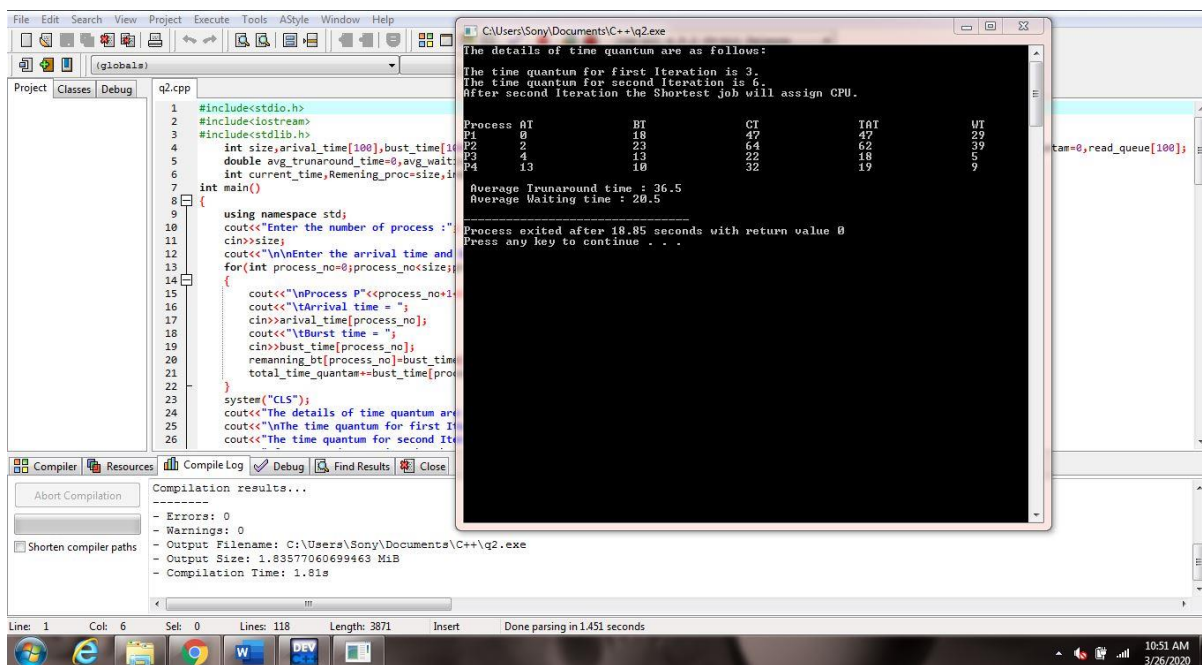 File Edit Search View Project Execute Tools AStyle Window Help
(globals)
Project Classes Debug
q2.cpp
1 #include<stdio.h>
2 #include<iostream>
3 #include<stdlib.h>
4 int size,arival_time[100],bust_time[10
tam=0,read_queue[100];
5 double avg_trunaround_time=0,avg_wait
6 int current_time,Remening_proc=size,i
7 int main()
8 {
9 using namespace std;
10 cout<<"Enter the number of process :"
11 cin>>size;
12 cout<<"\n\nEnter the arrival time and
13 for(int process_no=0;process_no<size;p
14 {
15 cout<<"\nProcess P"<<process_no+1
16 cout<<"\tArrival time = ";
17 cin>>arival_time[process_no];
18 cout<<"\tBurst time = ";
19 cin>>bust_time[process_no];
20 remanning_bt[process_no]=bust_time
21 total_time_quantam+=bust_time[proc
22 }
23 system("CLS");
24 cout<<"The details of time quantum are
25 cout<<"\nThe time quantum for first It
26 cout<<"The time quantum for second Ite
C:\Users\Sony\Documents\C++\q2.exe
The details of time quantum are as follows:
The time quantum for first Iteration is 3.
The time quantum for second Iteration is 6.
After second Iteration the Shortest job will assign CPU.
Process AT BT CT TAT WT
P1 0 18 47 47 29
P2 2 23 64 62 39
P3 4 13 22 18 5
P4 13 10 32 19 9
Average Trunaround time : 36.5
Average Waiting time : 20.5
--------------------------------
Process exited after 18.85 seconds with return value 0
Press any key to continue . . .
Compiler Resources Compile Log Debug Find Results Close
Abort Compilation
Shorten compiler paths
Compilation results...
--------
- Errors: 0
- Warnings: 0
- Output Filename: C:\Users\Sony\Documents\C++\q2.exe
- Output Size: 1.83577060699463 MiB
- Compilation Time: 1.81s
Line: 1 Col: 6 Sel: 0 Lines: 118 Length: 3871 Insert Done parsing in 1.451 seconds
W DEV
10:51 AM
3/26/2020